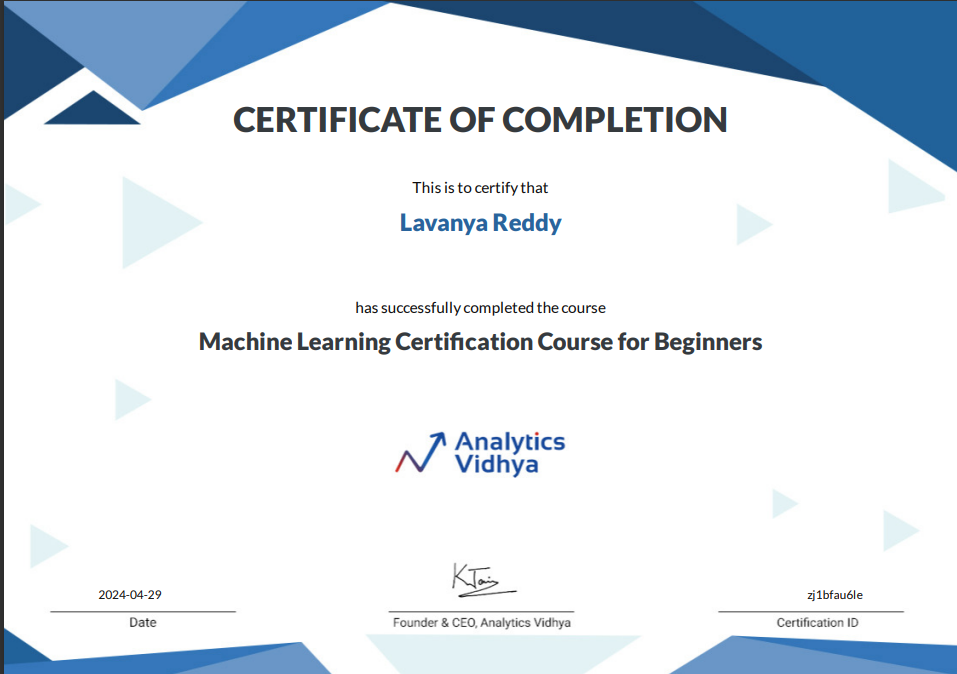 CERTIFICATE OF COMPLETION
This is to certify that
Lavanya Reddy
has successfully completed the course
Machine Learning Certification Course for Beginners
Analytics
Vidhya
2024-04-29
Date
Founder & CEO, Analytics Vidhya
zj1bfau6le
Certification ID